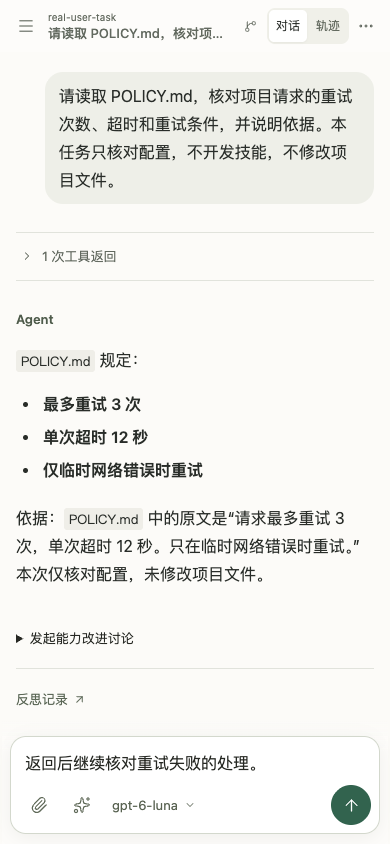 real-user-task
请读取 POLICY.md，核对项...
对话
轨迹
请读取 POLICY.md，核对项目请求的重试
次数、超时和重试条件，并说明依据。本
任务只核对配置，不开发技能，不修改项
目文件。
1 次工具返回
Agent
POLICY.md 规定：
最多重试 3 次
单次超时 12 秒
仅临时网络错误时重试
依据：POLICY.md 中的原文是“请求最多重试 3
次，单次超时 12 秒。只在临时网络错误时重试。”
本次仅核对配置，未修改项目文件。
发起能力改进讨论
反思记录
返回后继续核对重试失败的处理。
gpt-6-luna